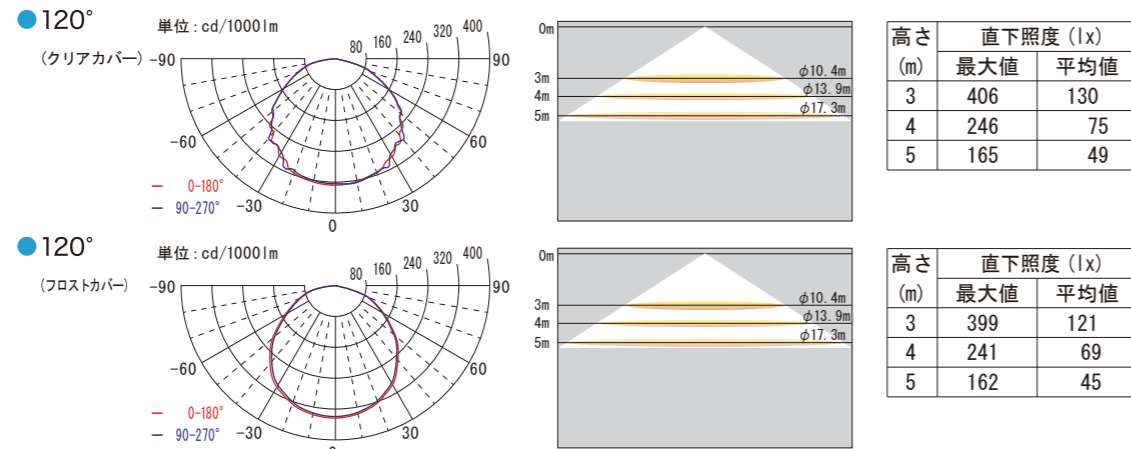 120°
(クリアカバー)
単位:cd/1000lm
80 160 240 320 400
-90 90
-60 60
-30 30
0
0-180°
90-270°
0m
3m φ10.4m
4m φ13.9m
5m φ17.3m
高さ 直下照度(lx)
(m) 最大値 平均値
3 406 130
4 246 75
5 165 49
120°
(フロストカバー)
単位:cd/1000lm
80 160 240 320 400
-90 90
-60 60
-30 30
0-180°
90-270°
0m
3m φ10.4m
4m φ13.9m
5m φ17.3m
高さ 直下照度(lx)
(m) 最大値 平均値
3 399 121
4 241 69
5 162 45